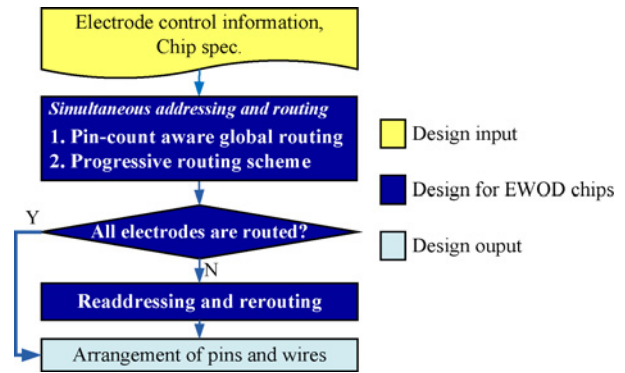 Electrode control information,
Chip spec.
Simultaneous addressing and routing
1. Pin-count aware global routing
2. Progressive routing scheme
Y
All electrodes are routed?
N
Readdressing and rerouting
Arrangement of pins and wires
Design input
Design for EWOD chips
Design ouput